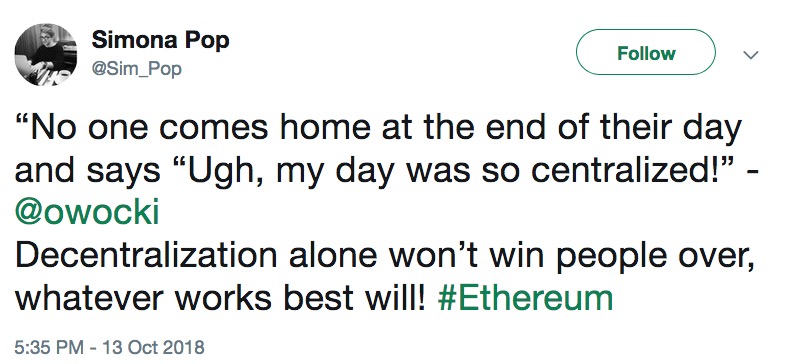 Simona Pop
@Sim_Pop
Follow
“No one comes home at the end of their day
and says “Ugh, my day was so centralized!” -
@owocki
Decentralization alone won’t win people over,
whatever works best will! #Ethereum
5:35 PM - 13 Oct 2018